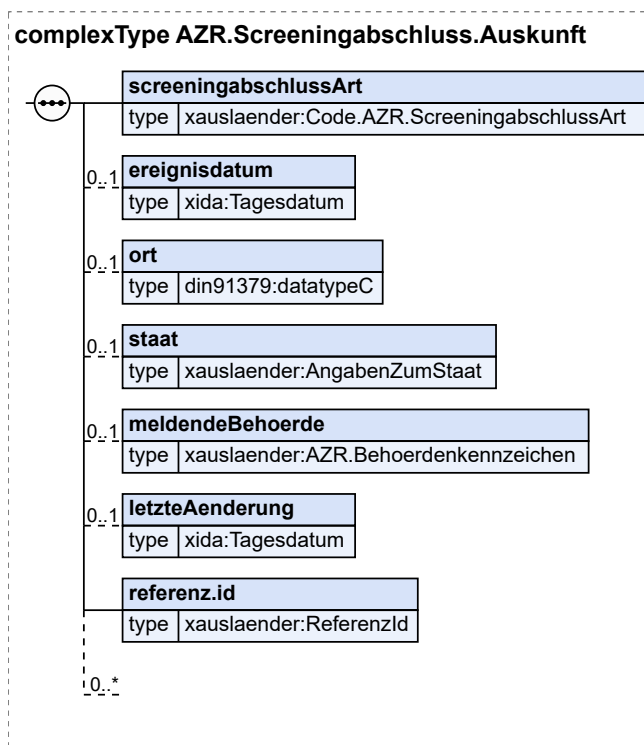 complexType AZR.Screeningabschluss.Auskunft
screeningabschlussArt
type xauslaender:Code.AZR.ScreeningabschlussArt
0..1 ereignisdatum
type xida:Tagesdatum
0..1 ort
type din91379:datatypeC
0..1 staat
type xauslaender:AngabenZumStaat
0..1 meldendeBehoerde
type xauslaender:AZR.Behoerdenkennzeichen
0..1 letzteAenderung
type xida:Tagesdatum
referenz.id
type xauslaender:ReferenzId
0..*